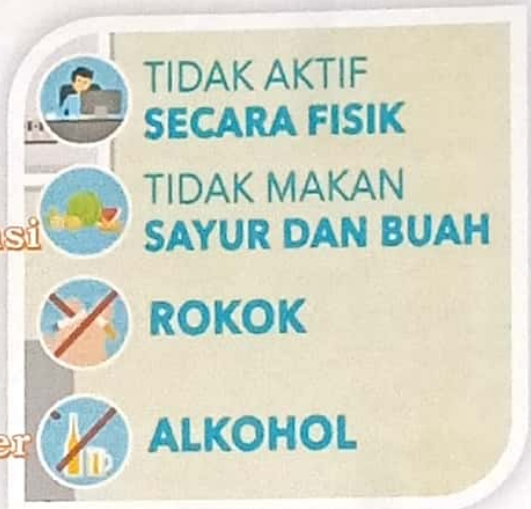 TIDAK AKTIF
SECARA FISIK
TIDAK MAKAN
SAYUR DAN BUAH
ROKOK
ALKOHOL